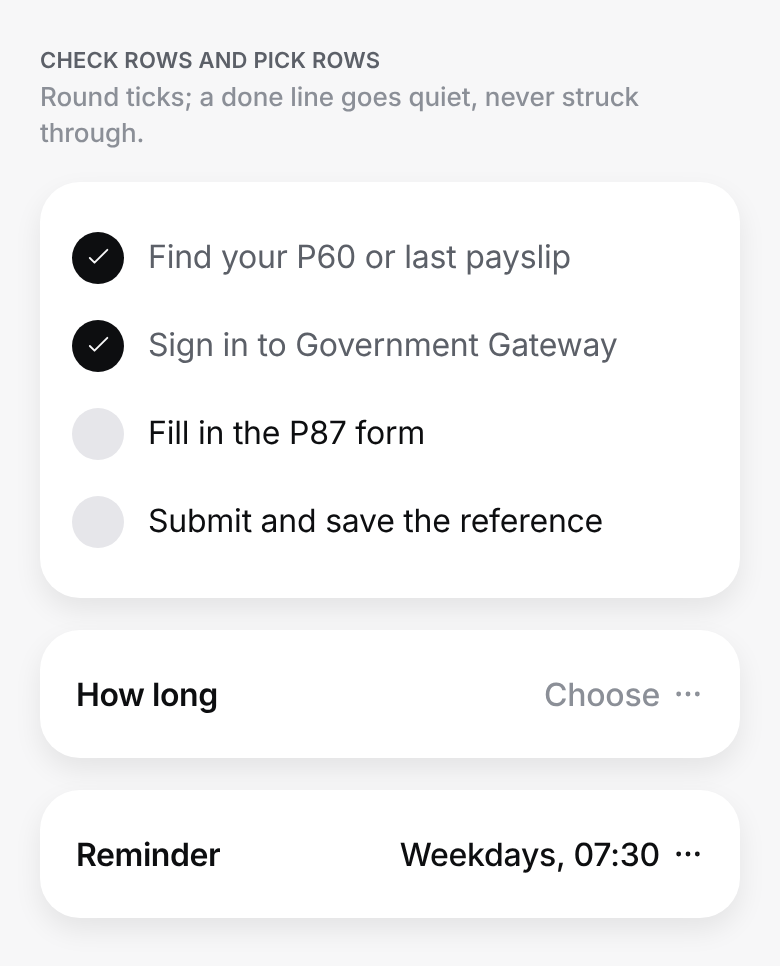 CHECK ROWS AND PICK ROWS
Round ticks; a done line goes quiet, never struck
through.
Find your P60 or last payslip
Sign in to Government Gateway
Fill in the P87 form
Submit and save the reference
How long
Choose ···
Reminder
Weekdays, 07:30 ···